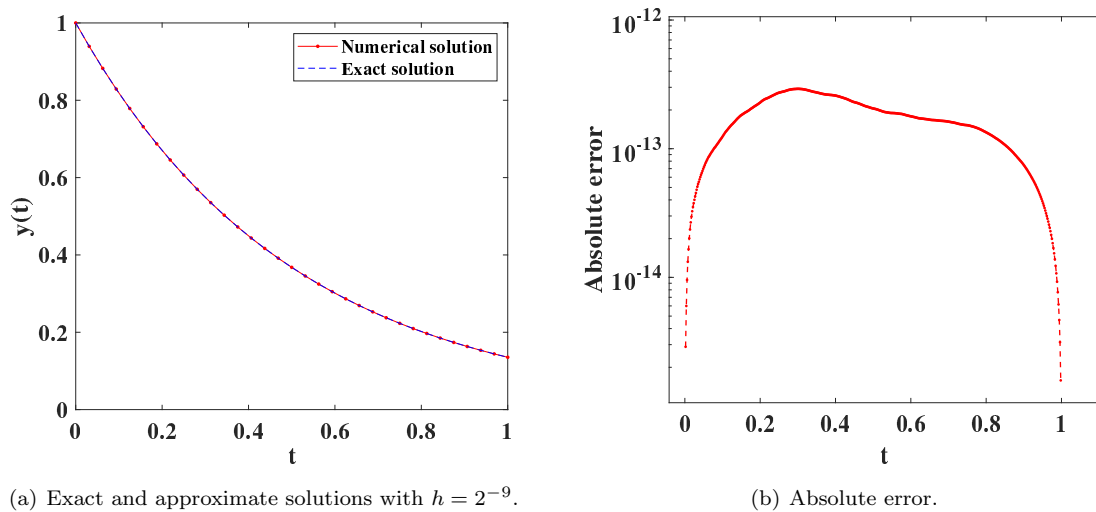 1
0.8
0.6
0.4
0.2
0
y(t)
0 0.2 0.4 0.6 0.8 1
t
Numerical solution
Exact solution
(a) Exact and approximate solutions with $h = 2^{-9}$.
10^{-12}
10^{-13}
10^{-14}
Absolute error
0 0.2 0.4 0.6 0.8 1
t
(b) Absolute error.